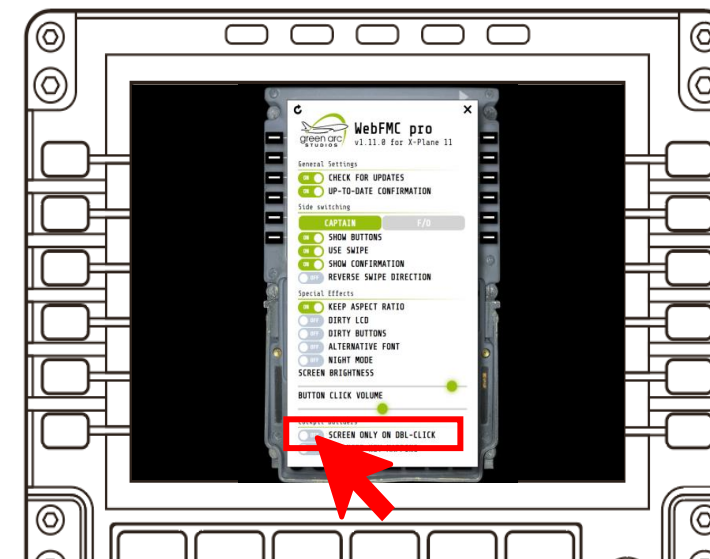 green arc
STUDIOS
WebFMC pro
v1.11.0 for X-Plane 11
General Settings
ON CHECK FOR UPDATES
ON UP-TO-DATE CONFIRMATION
Side switching
CAPTAIN F/O
ON SHOW BUTTONS
ON USE SWIPE
ON SHOW CONFIRMATION
OFF REVERSE SWIPE DIRECTION
Special Effects
ON KEEP ASPECT RATIO
OFF DIRTY LCD
OFF DIRTY BUTTONS
OFF ALTERNATIVE FONT
OFF NIGHT MODE
SCREEN BRIGHTNESS
BUTTON CLICK VOLUME
Cockpit Builders
SCREEN ONLY ON DBL-CLICK